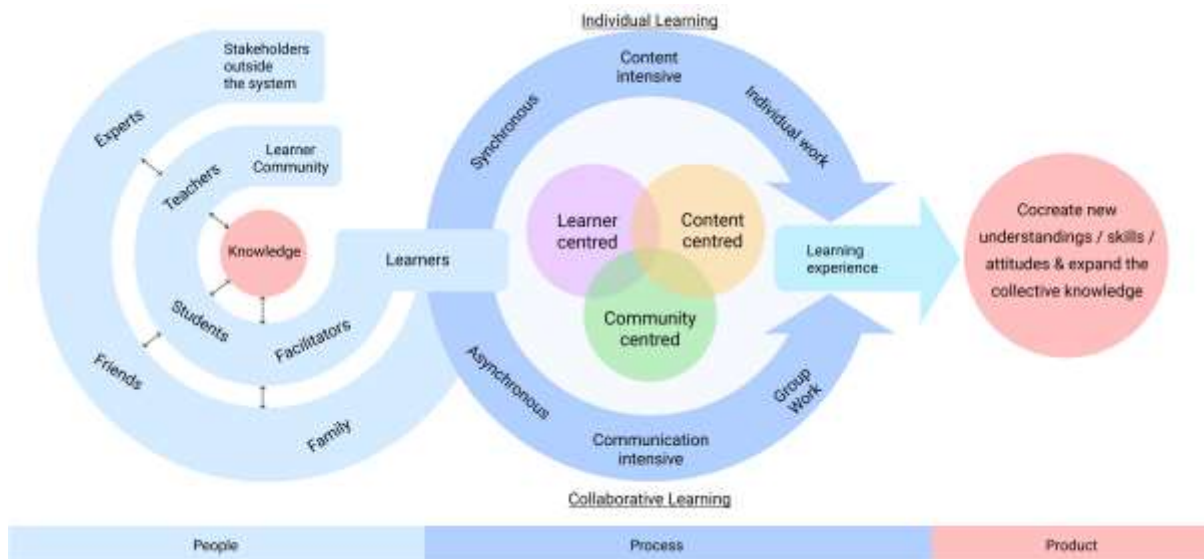 Individual Learning
Stakeholders
outside
the system
Experts
Learner
Community
Teachers
Knowledge
Learners
Students
Facilitators
Friends
Family
Synchronous
Content
intensive
Individual work
Learner
centred
Content
centred
Community
centred
Learning
experience
Asynchronous
Communication
intensive
Group
Work
Collaborative Learning
Cocreate new
understandings / skills /
attitudes & expand the
collective knowledge
People
Process
Product